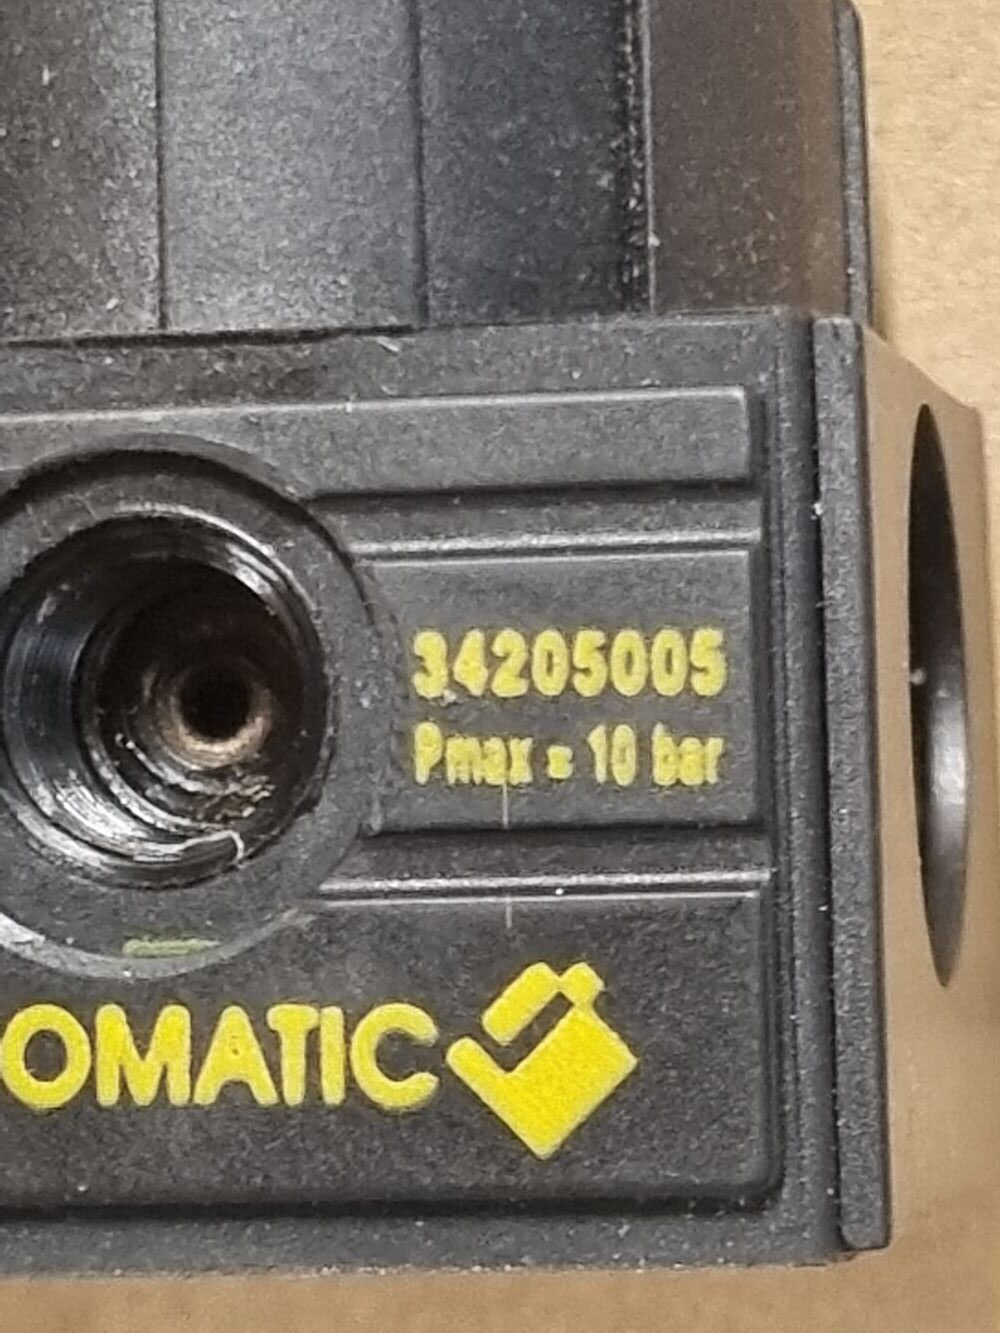 34205005
Pmax = 10 bar
OMATIC